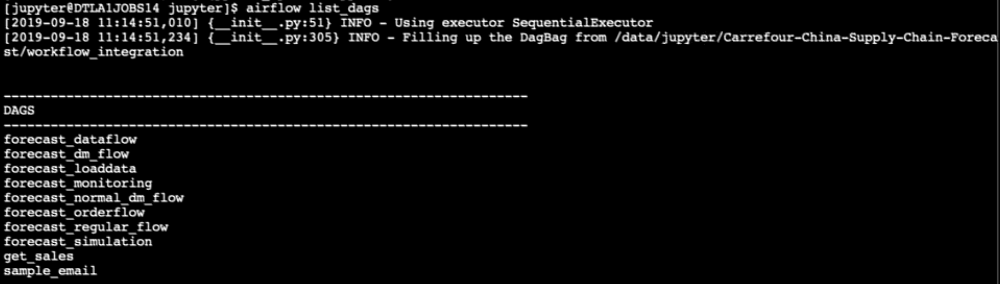 [jupyter@DTLA1JOBS14 jupyter]$ airflow list_dags
[2019-09-18 11:14:51,010] {__init__.py:51} INFO - Using executor SequentialExecutor
[2019-09-18 11:14:51,234] {__init__.py:305} INFO - Filling up the DagBag from /data/jupyter/Carrefour-China-Supply-Chain-Foreca
st/workflow_integration
-------------------------------------------------------------------
DAGS
-------------------------------------------------------------------
forecast_dataflow
forecast_dm_flow
forecast_loaddata
forecast_monitoring
forecast_normal_dm_flow
forecast_orderflow
forecast_regular_flow
forecast_simulation
get_sales
sample_email